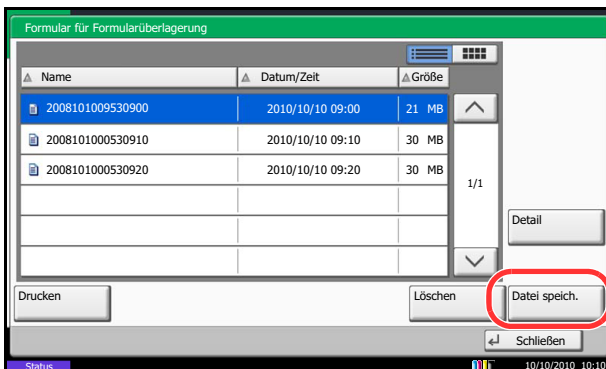 Formular für Formularüberlagerung
Name Datum/Zeit Größe
2008101009530900 2010/10/10 09:00 21 MB
2008101000530910 2010/10/10 09:10 30 MB
2008101000530920 2010/10/10 09:20 30 MB
1/1
Detail
Drucken Löschen Datei speich.
Schließen
Status 10/10/2010 10:10